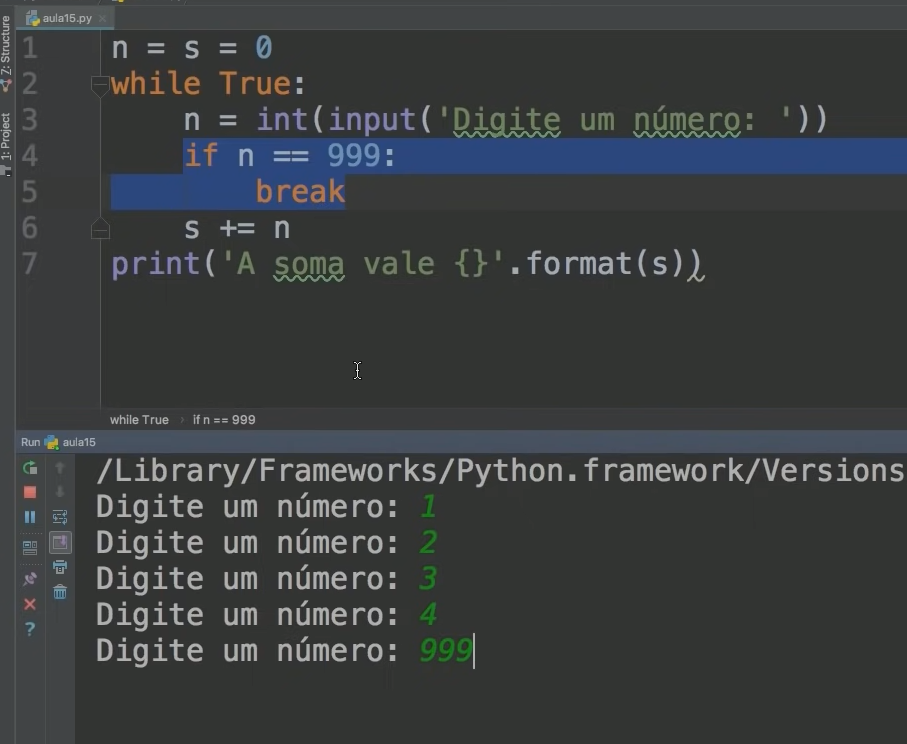 aula15.py
Z: Structure
1: Project
1 n = s = 0
2 while True:
3 n = int(input('Digite um número: '))
4 if n == 999:
5 break
6 s += n
7 print('A soma vale {}'.format(s))
while True › if n == 999
Run aula15
/Library/Frameworks/Python.framework/Versions
Digite um número: 1
Digite um número: 2
Digite um número: 3
Digite um número: 4
Digite um número: 999